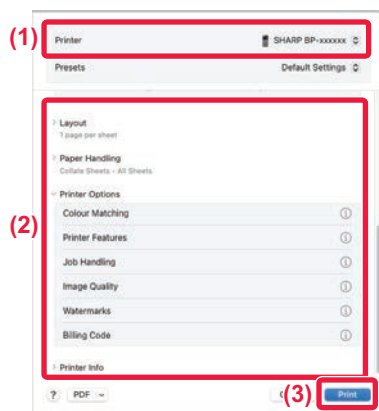 (1)
Printer SHARP BP-xxxxxx
Presets Default Settings
(2)
Layout
1 page per sheet
Paper Handling
Collate Sheets - All Sheets
Printer Options
Colour Matching
Printer Features
Job Handling
Image Quality
Watermarks
Billing Code
Printer Info
? PDF (3) Print